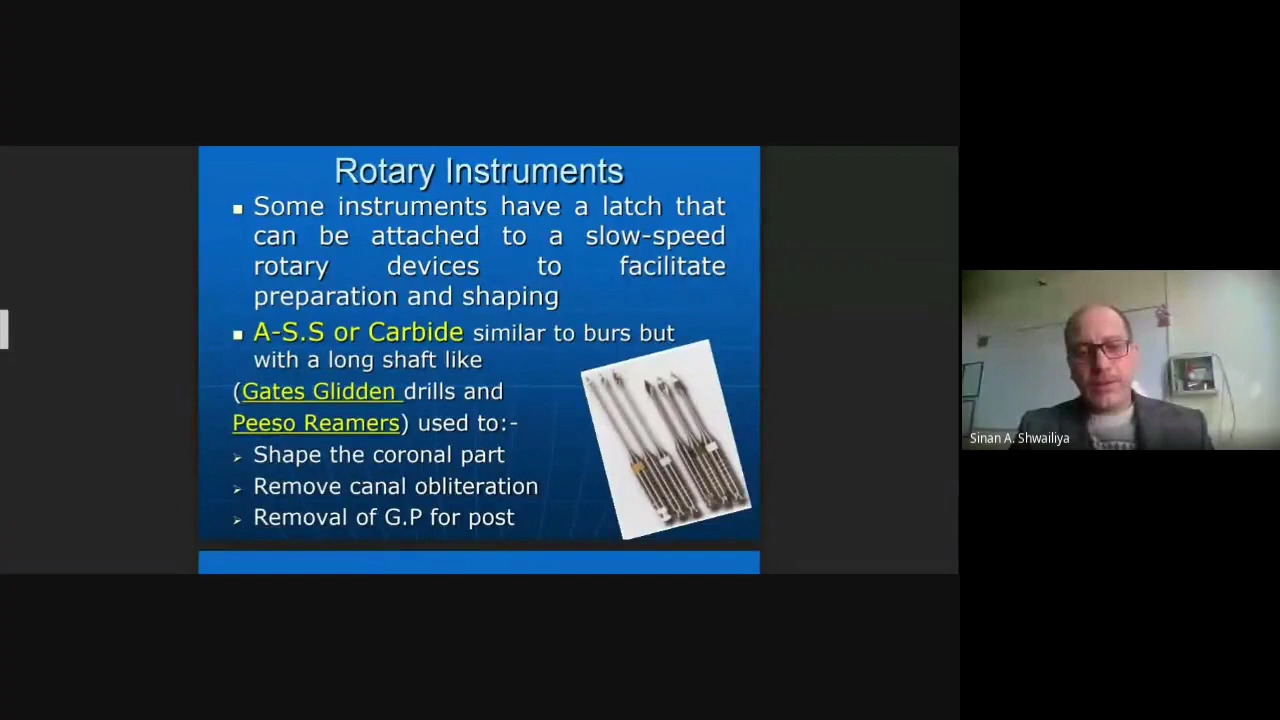 Rotary Instruments
Some instruments have a latch that
can be attached to a slow-speed
rotary devices to facilitate
preparation and shaping
A-S.S or Carbide similar to burs but
with a long shaft like
(Gates Glidden drills and
Peeso Reamers) used to:-
Shape the coronal part
Remove canal obliteration
Removal of G.P for post
Sinan A. Shwailiya